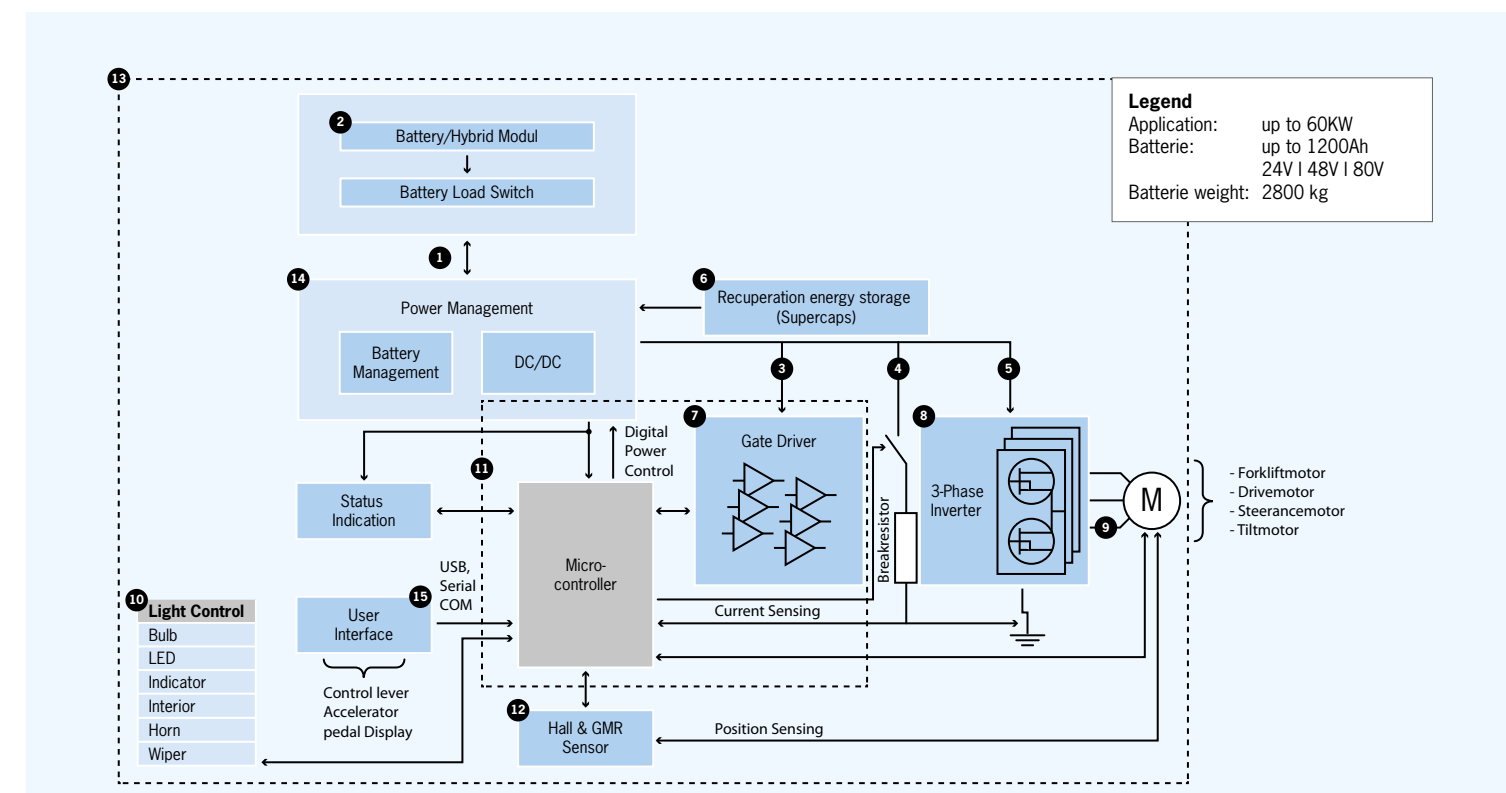 13
Legend
Application: up to 60KW
Batterie: up to 1200Ah
24V I 48V I 80V
Batterie weight: 2800 kg
2
Battery/Hybrid Modul
Battery Load Switch
1
14
Power Management
Battery
Management
DC/DC
6
Recuperation energy storage
(Supercaps)
3
4
5
Digital
Power
Control
11
7
Gate Driver
8
3-Phase
Inverter
Breakresistor
9
M
- Forkliftmotor
- Drivemotor
- Steerancemotor
- Tiltmotor
Status
Indication
Micro-
controller
USB,
Serial
COM
15
User
Interface
Control lever
Accelerator
pedal Display
Current Sensing
10
Light Control
Bulb
LED
Indicator
Interior
Horn
Wiper
12
Hall & GMR
Sensor
Position Sensing